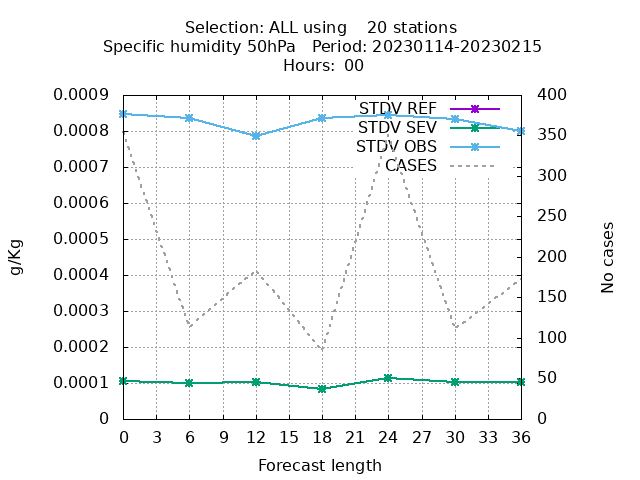 Selection: ALL using    20 stations
Specific humidity 50hPa   Period: 20230114-20230215
Hours:  00
0.0009
0.0008
0.0007
0.0006
0.0005
0.0004
0.0003
0.0002
0.0001
0
400
350
300
250
200
150
100
50
0
STDV REF
STDV SEV
STDV OBS
CASES
g/Kg
No cases
0 3 6 9 12 15 18 21 24 27 30 33 36
Forecast length